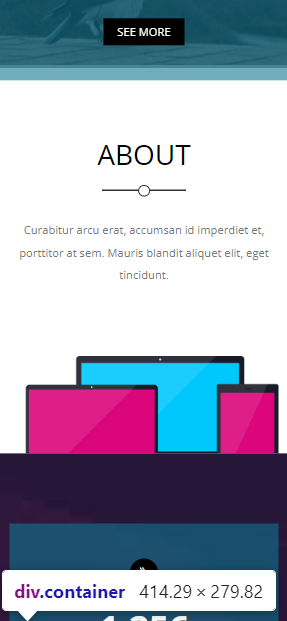 SEE MORE
ABOUT
Curabitur arcu erat, accumsan id imperdiet et,
porttitor at sem. Mauris blandit aliquet elit, eget
tincidunt.
div.container 414.29 × 279.82